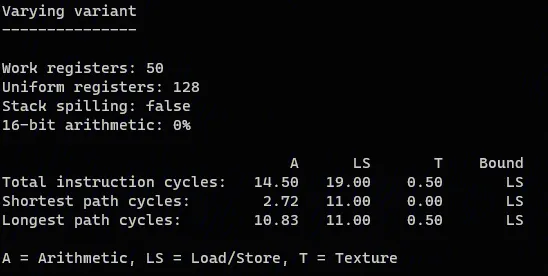 Varying variant
---------------
Work registers: 50
Uniform registers: 128
Stack spilling: false
16-bit arithmetic: 0%
A LS T Bound
Total instruction cycles: 14.50 19.00 0.50 LS
Shortest path cycles: 2.72 11.00 0.00 LS
Longest path cycles: 10.83 11.00 0.50 LS
A = Arithmetic, LS = Load/Store, T = Texture